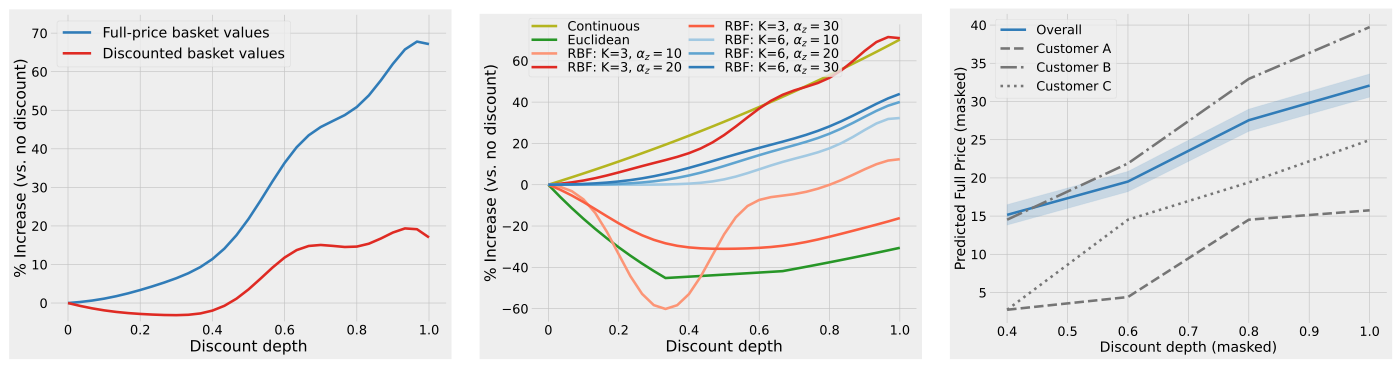 % Increase (vs. no discount)
70
60
50
40
30
20
10
0
Full-price basket values
Discounted basket values
0 0.2 0.4 0.6 0.8 1.0
Discount depth
% Increase (vs. no discount)
60
40
20
0
−20
−40
−60
Continuous
Euclidean
RBF: K=3, α_z = 10
RBF: K=3, α_z = 20
RBF: K=3, α_z = 30
RBF: K=6, α_z = 10
RBF: K=6, α_z = 20
RBF: K=6, α_z = 30
0 0.2 0.4 0.6 0.8 1.0
Discount depth
Predicted Full Price (masked)
40
35
30
25
20
15
10
5
Overall
Customer A
Customer B
Customer C
0.4 0.5 0.6 0.7 0.8 0.9 1.0
Discount depth (masked)